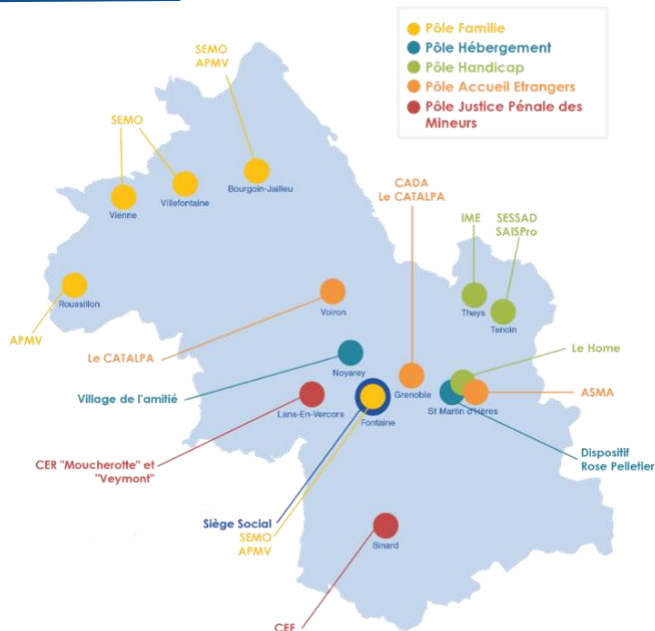 Pôle Famille
Pôle Hébergement
Pôle Handicap
Pôle Accueil Etrangers
Pôle Justice Pénale des
Mineurs
SEMO
APMV
SEMO
Bourgoin-Jailleu
Villefontaine
Vienne
CADA
Le CATALPA
IME
SESSAD
SAISPro
Roussillon
Voiron
Theys
Tencin
APMV
Le CATALPA
Le Home
Noyarey
Grenoble
Village de l'amitié
ASMA
Lans-En-Vercors
Fontaine
St Martin d'Hères
CER "Moucherotte" et
"Veymont"
Dispositif
Rose Pelletier
Siège Social
SEMO
APMV
Sinard
CEF